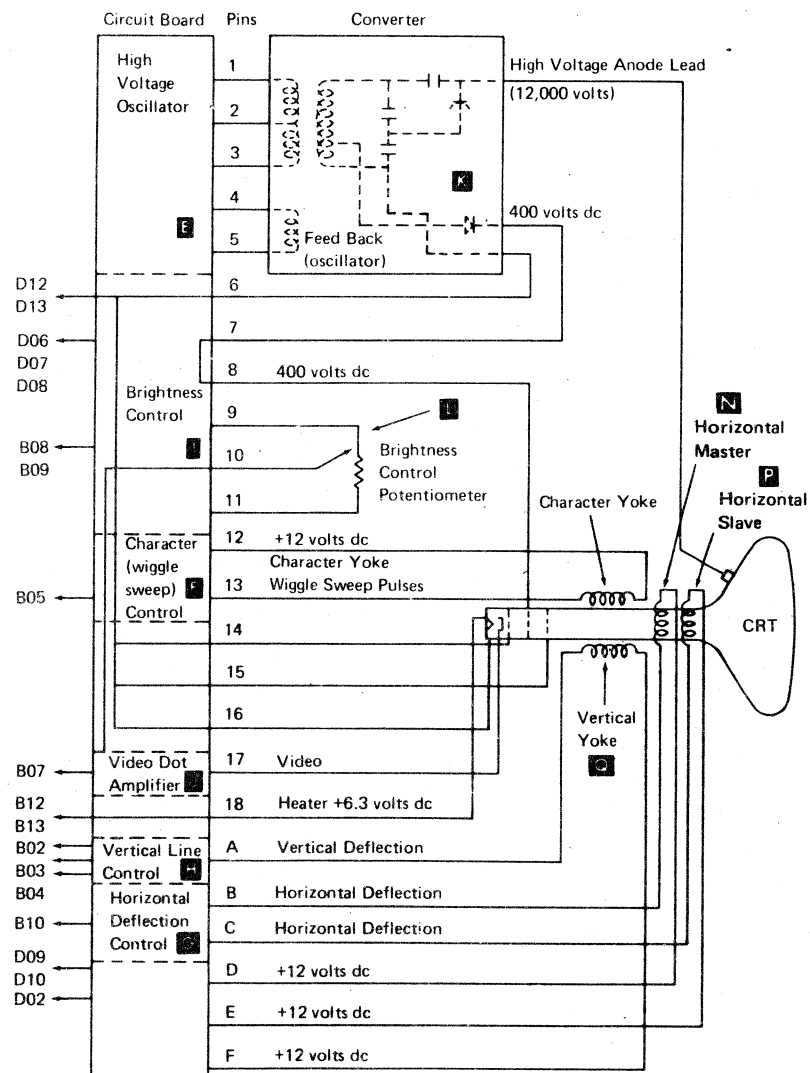 Circuit Board Pins Converter
High
Voltage
Oscillator
E
1
2
3
4
5
Feed Back
(oscillator)
K
High Voltage Anode Lead
(12,000 volts)
400 volts dc
D12
D13
6
D06
7
D07
D08
8 400 volts dc
Brightness
Control
9
L
B08
B09
10
11
Brightness
Control
Potentiometer
N
Horizontal
Master
P
Horizontal
Slave
Character Yoke
Character
(wiggle
sweep)
Control
F
12 +12 volts dc
Character Yoke
13 Wiggle Sweep Pulses
B05
14
15
16
CRT
Vertical
Yoke
Q
B07
Video Dot
Amplifier
17 Video
B12
B13
18 Heater +6.3 volts dc
B02
B03
Vertical Line
Control
H
A Vertical Deflection
B04
B10
Horizontal
Deflection
Control
G
B Horizontal Deflection
C Horizontal Deflection
D09
D10
D02
D +12 volts dc
E +12 volts dc
F +12 volts dc